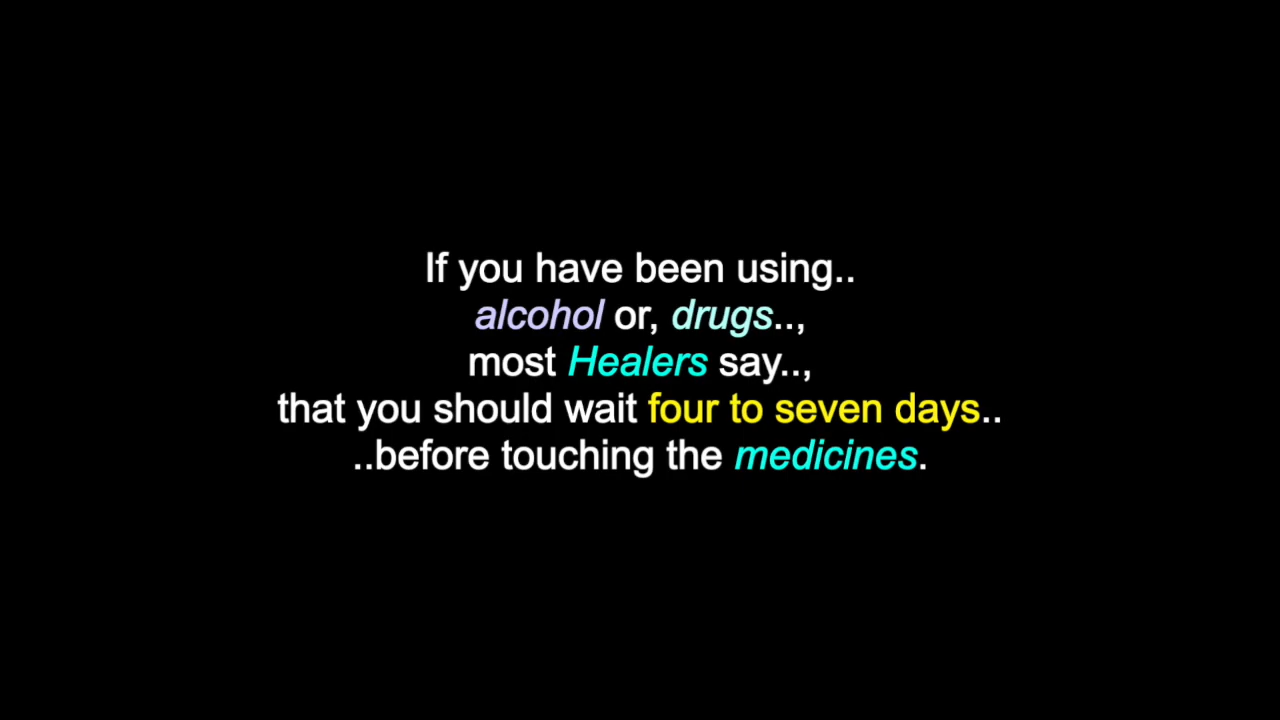 If you have been using..
alcohol or, drugs..,
most Healers say..,
that you should wait four to seven days..
..before touching the medicines.